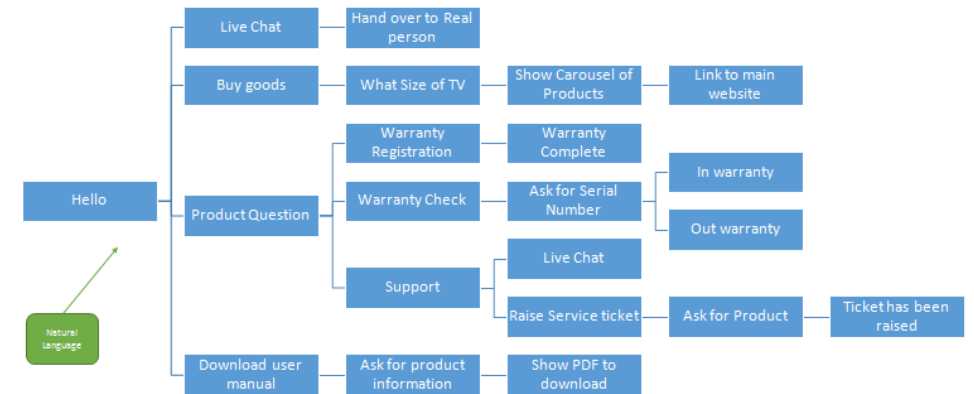 Live Chat
Hand over to Real
person
Buy goods
What Size of TV
Show Carousel of
Products
Link to main
website
Warranty
Registration
Warranty
Complete
Hello
Product Question
Warranty Check
Ask for Serial
Number
In warranty
Out warranty
Support
Live Chat
Raise Service ticket
Ask for Product
Ticket has been
raised
Natural
Language
Download user
manual
Ask for product
information
Show PDF to
download